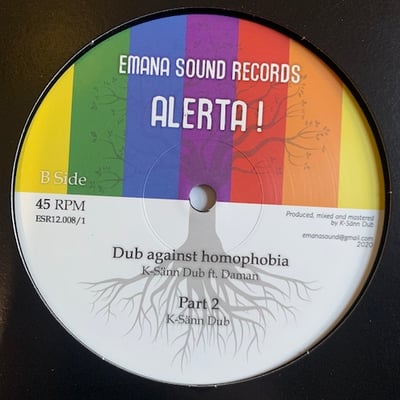 EMANA SOUND RECORDS
ALERTA !
B Side
45 RPM
ESR12.008/1
Produced, mixed and mastered
by K-Sänn Dub
emanasound@gmail.com
2020
Dub against homophobia
K-Sänn Dub ft. Daman
Part 2
K-Sänn Dub